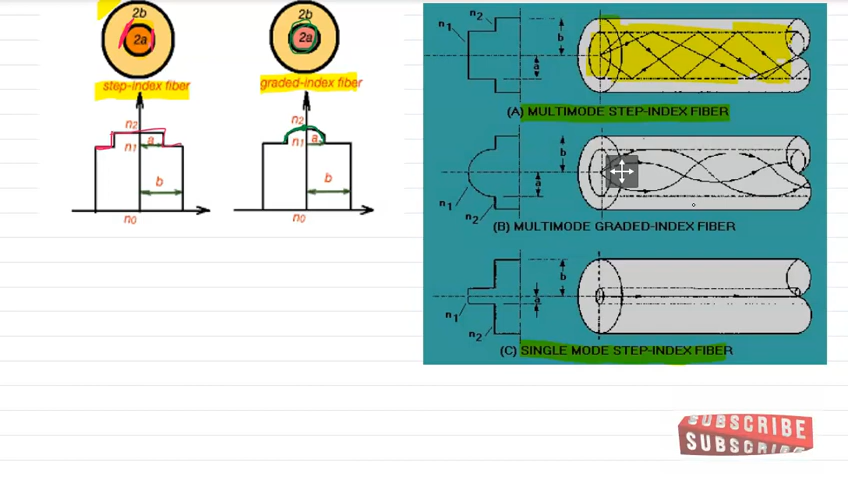 2b
2a
step-index fiber
n2
n1
a
b
n0
2b
2a
graded-index fiber
n2
n1
a
b
n0
n2
n1
b
a
(A) MULTIMODE STEP-INDEX FIBER
b
a
n1
n2
(B) MULTIMODE GRADED-INDEX FIBER
b
a
n1
n2
(C) SINGLE MODE STEP-INDEX FIBER
SUBSCRIBE
SUBSCRIBE